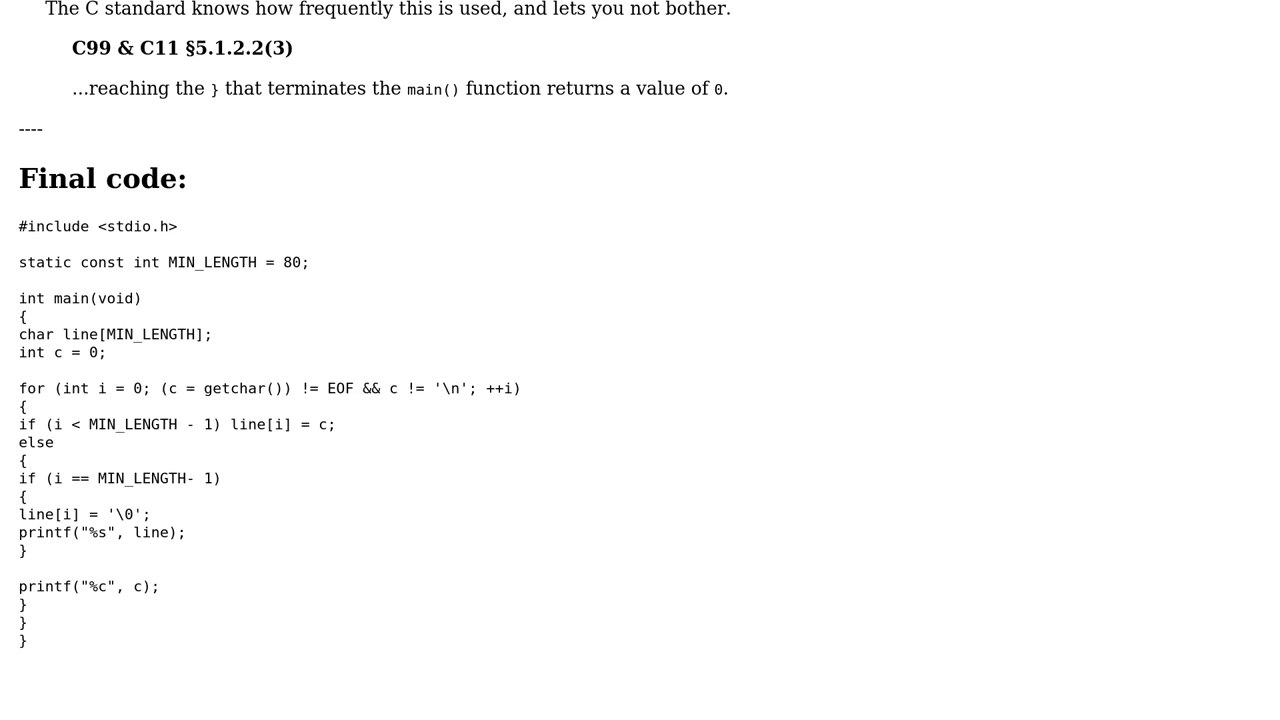 The C standard knows how frequently this is used, and lets you not bother.
C99 & C11 §5.1.2.2(3)
...reaching the } that terminates the main() function returns a value of 0.
----
Final code:
#include <stdio.h>
static const int MIN_LENGTH = 80;
int main(void)
{
char line[MIN_LENGTH];
int c = 0;
for (int i = 0; (c = getchar()) != EOF && c != '\n'; ++i)
{
if (i < MIN_LENGTH - 1) line[i] = c;
else
{
if (i == MIN_LENGTH- 1)
{
line[i] = '\0';
printf("%s", line);
}
printf("%c", c);
}
}
}